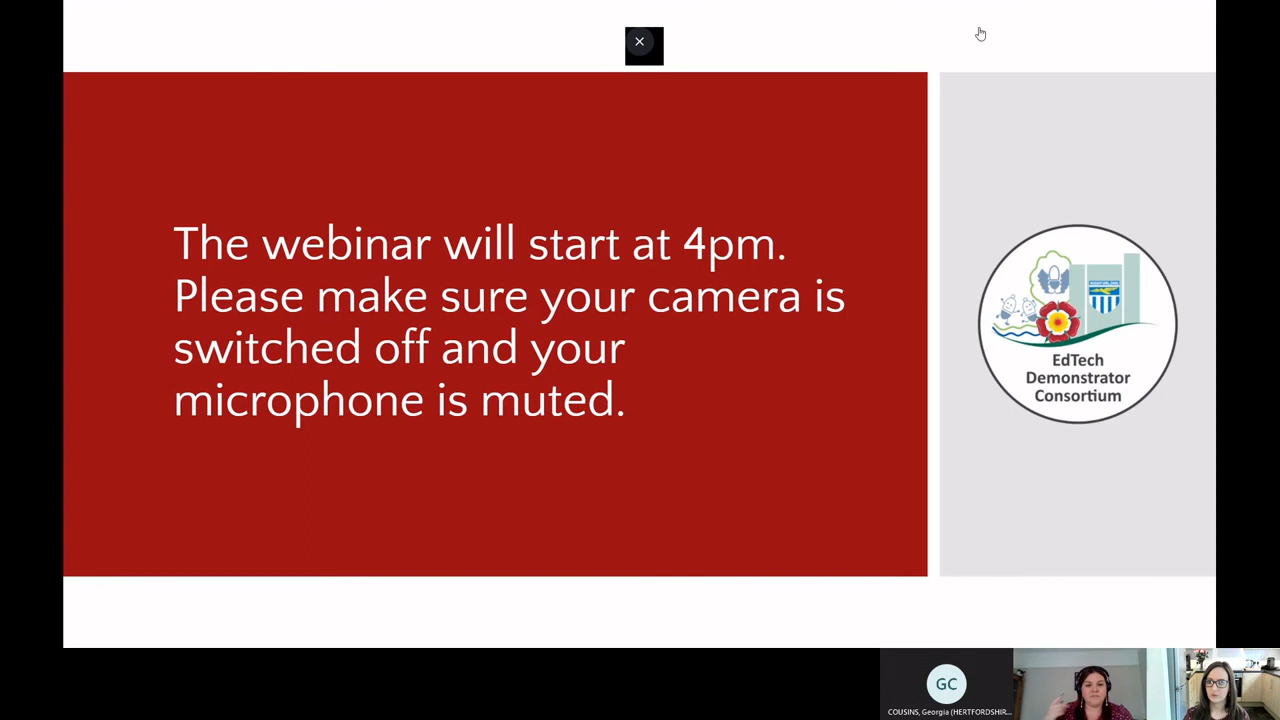 The webinar will start at 4pm.
Please make sure your camera is
switched off and your
microphone is muted.
EdTech
Demonstrator
Consortium
GC
COUSINS, Georgia (HERTFORDSHIR...